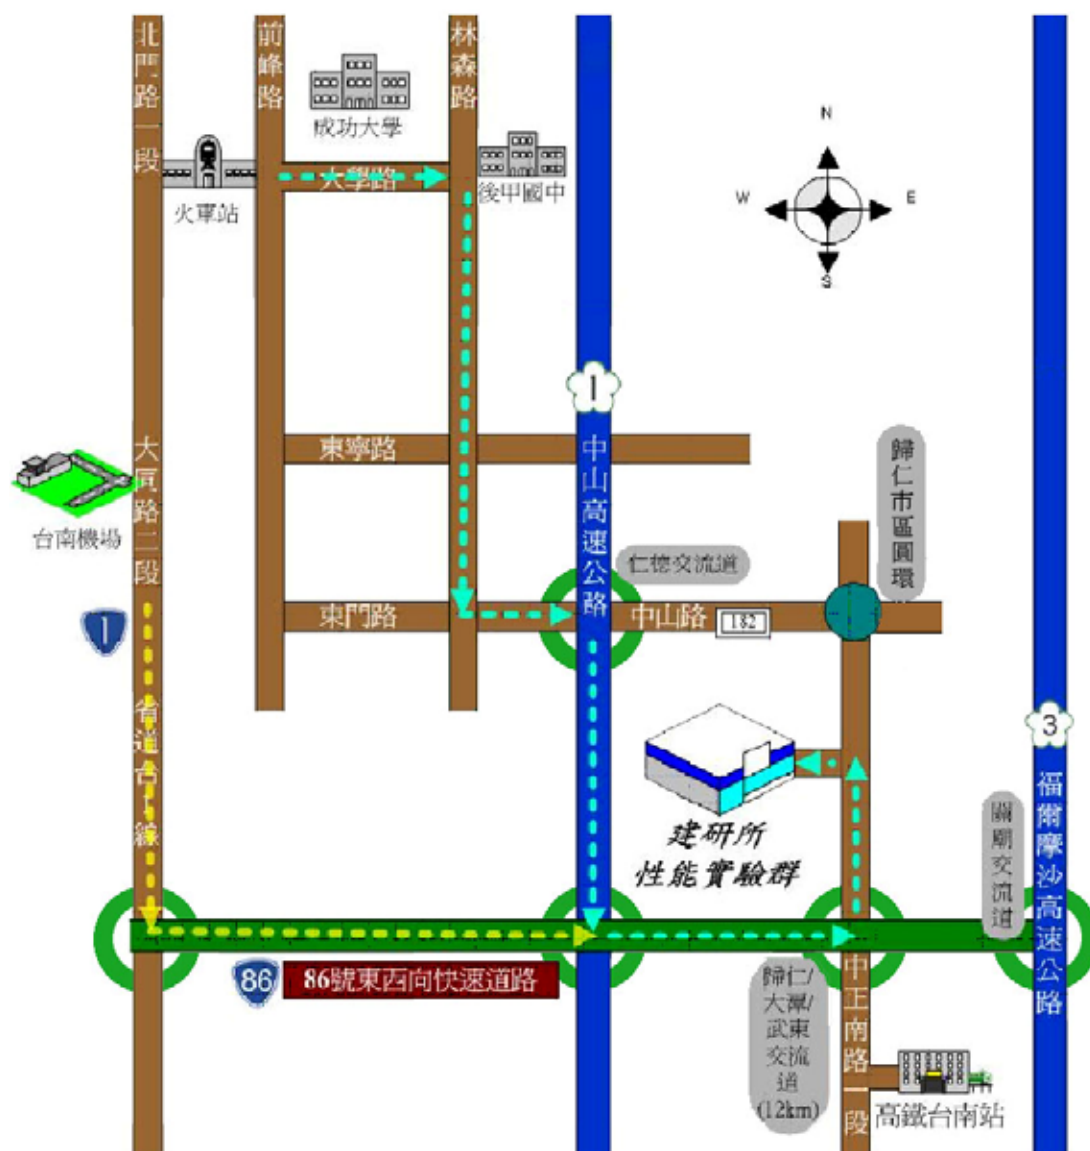 北門路一段
前峰路
林森路
成功大學
火車站
大學路
後甲國中
N
W
E
S
1
東寧路
中山高速公路
歸仁市區圓環
大同路二段
台南機場
仁德交流道
1
東門路
中山路
182
省道台1線
3
福爾摩沙高速公路
關廟交流道
建研所
性能實驗群
86
86號東西向快速道路
歸仁/
大潭/
武東
交流
道
(12km)
中正南路一段
高鐵台南站